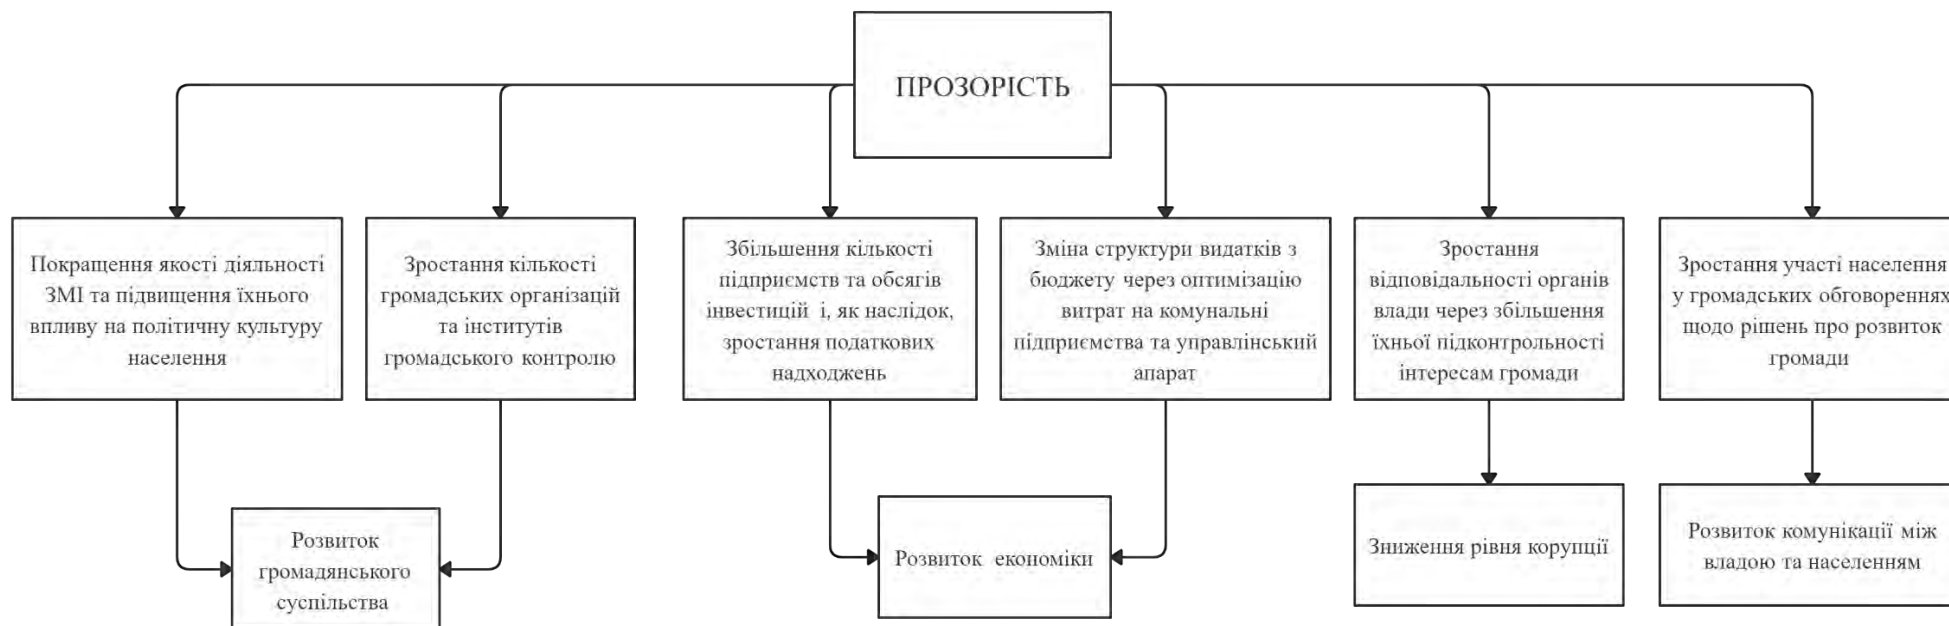 ПРОЗОРІСТЬ
Покращення якості діяльності
ЗМІ та підвищення їхнього
впливу на політичну культуру
населення
Зростання кількості
громадських організацій
та інститутів
громадського контролю
Збільшення кількості
підприємств та обсягів
інвестицій і, як наслідок,
зростання податкових
надходжень
Зміна структури видатків з
бюджету через оптимізацію
витрат на комунальні
підприємства та управлінський
апарат
Зростання
відповідальності органів
влади через збільшення
їхньої підконтрольності
інтересам громади
Зростання участі населення
у громадських обговореннях
щодо рішень про розвиток
громади
Розвиток
громадянського
суспільства
Розвиток економіки
Зниження рівня корупції
Розвиток комунікації між
владою та населенням